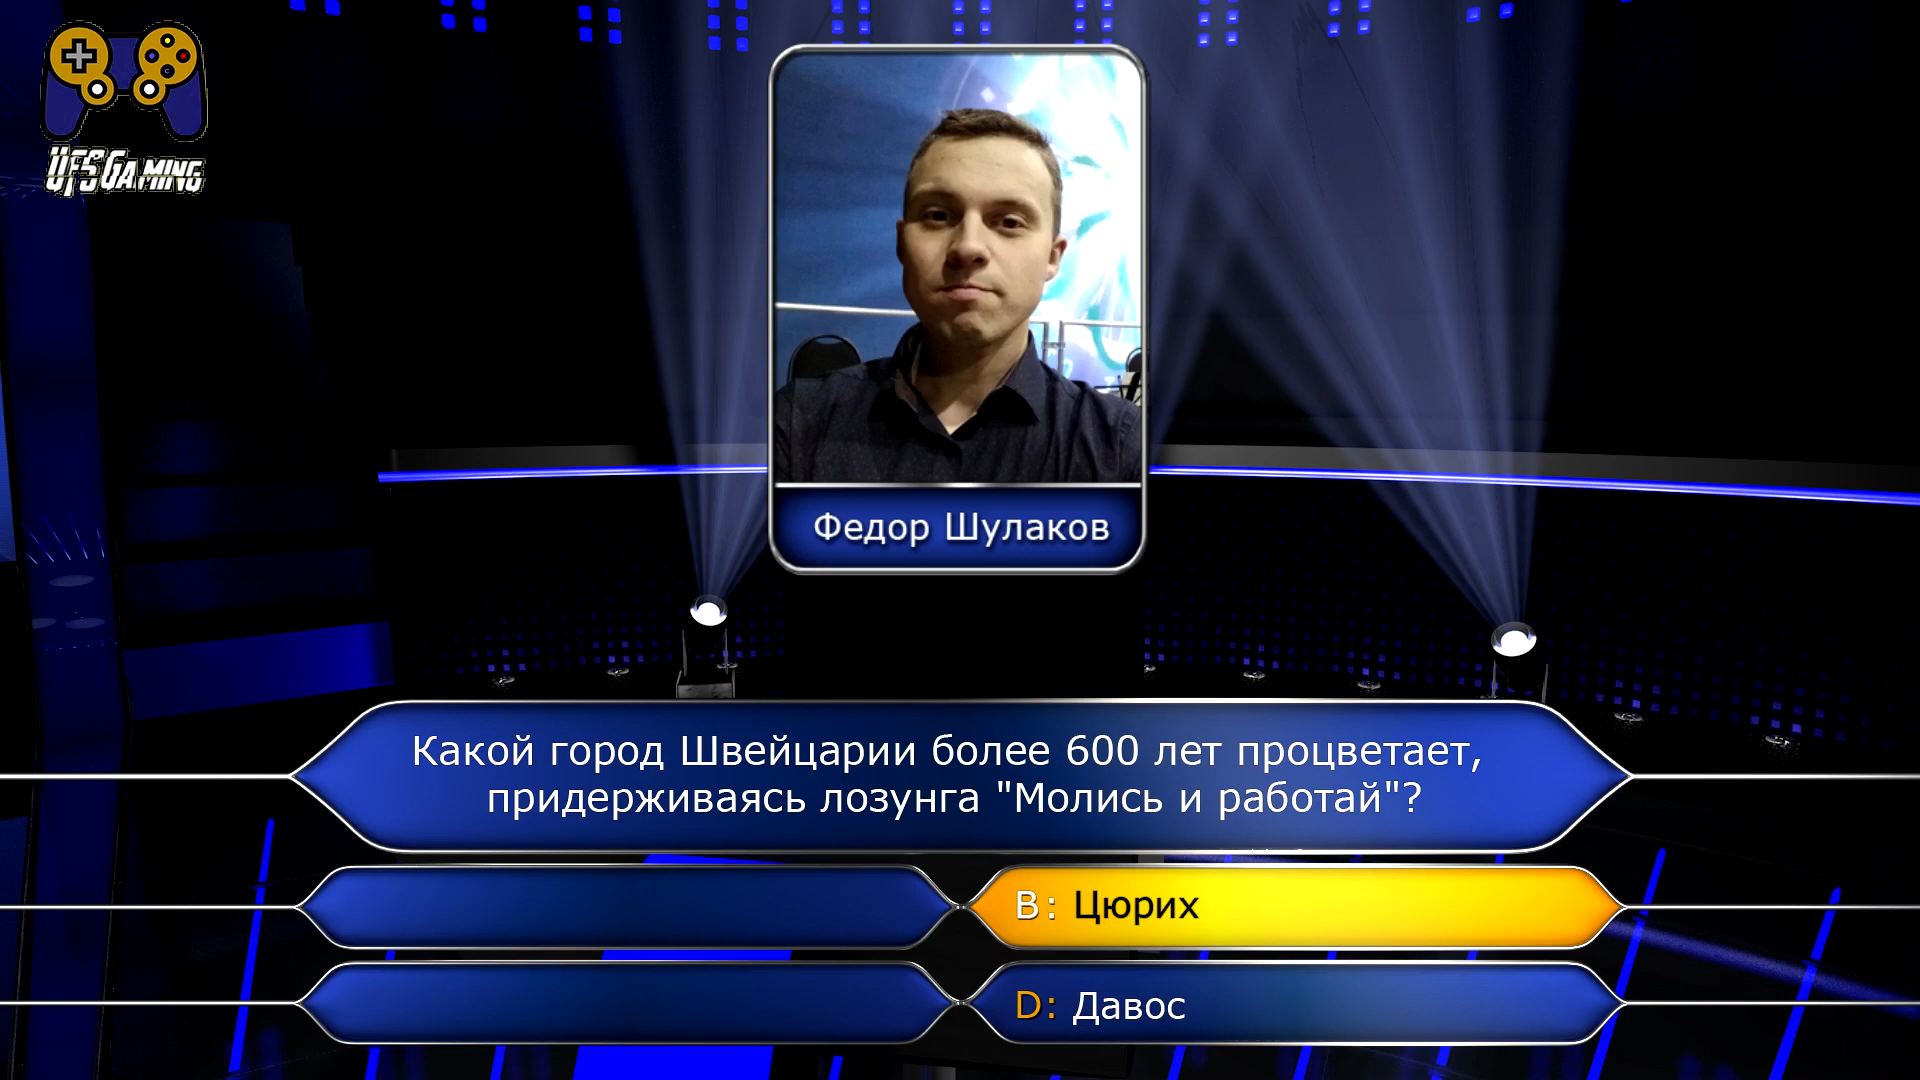 UFSGAMING
Федор Шулаков
Какой город Швейцарии более 600 лет процветает,
придерживаясь лозунга "Молись и работай"?
B: Цюрих
D: Давос